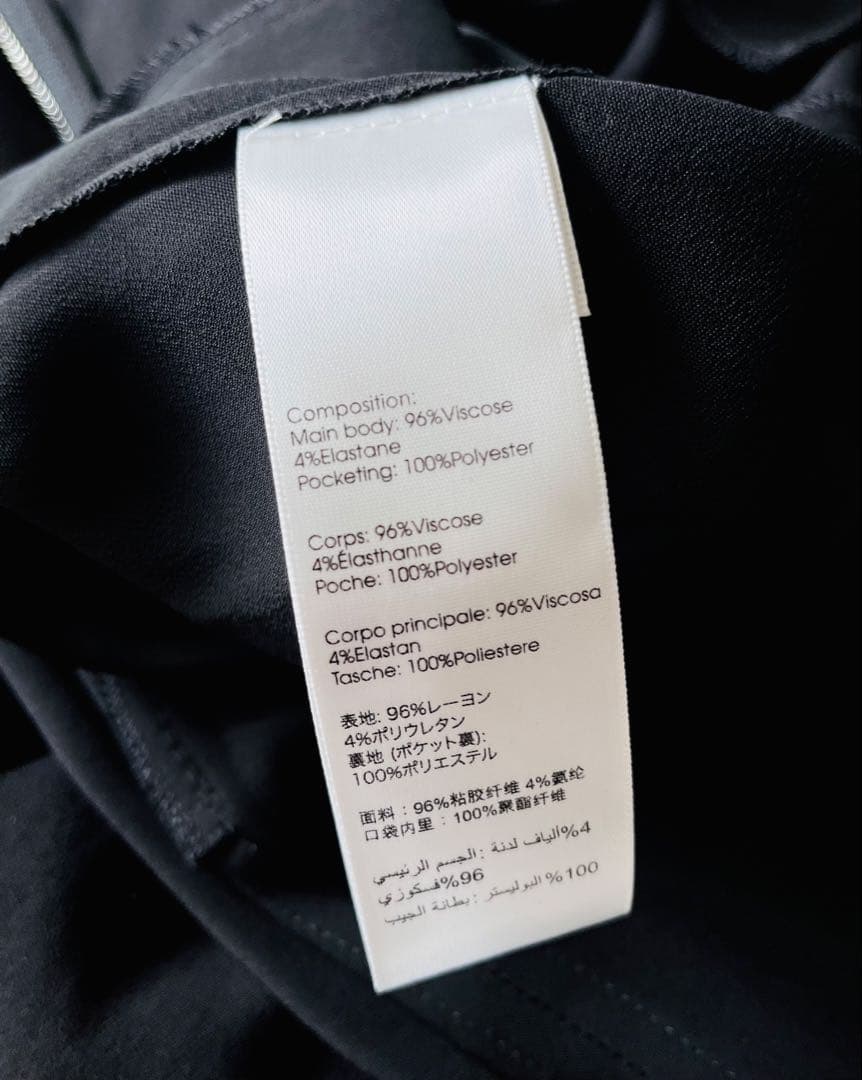 Composition:
Main body: 96%Viscose
4%Elastane
Pocketing: 100%Polyester
Corps: 96%Viscose
4%Élasthanne
Poche: 100%Polyester
Corpo principale: 96%Viscosa
4%Elastan
Tasche: 100%Poliestere
表地: 96%レーヨン
4%ポリウレタン
裏地 (ポケット裏):
100%ポリエステル
面料 : 96%粘胶纤维 4%氨纶
口袋内里 : 100%聚酯纤维
4%ألياف لدنة : الجسم الرئيسي
96%فسكوزي
100%البوليستر : بطانة الجيب